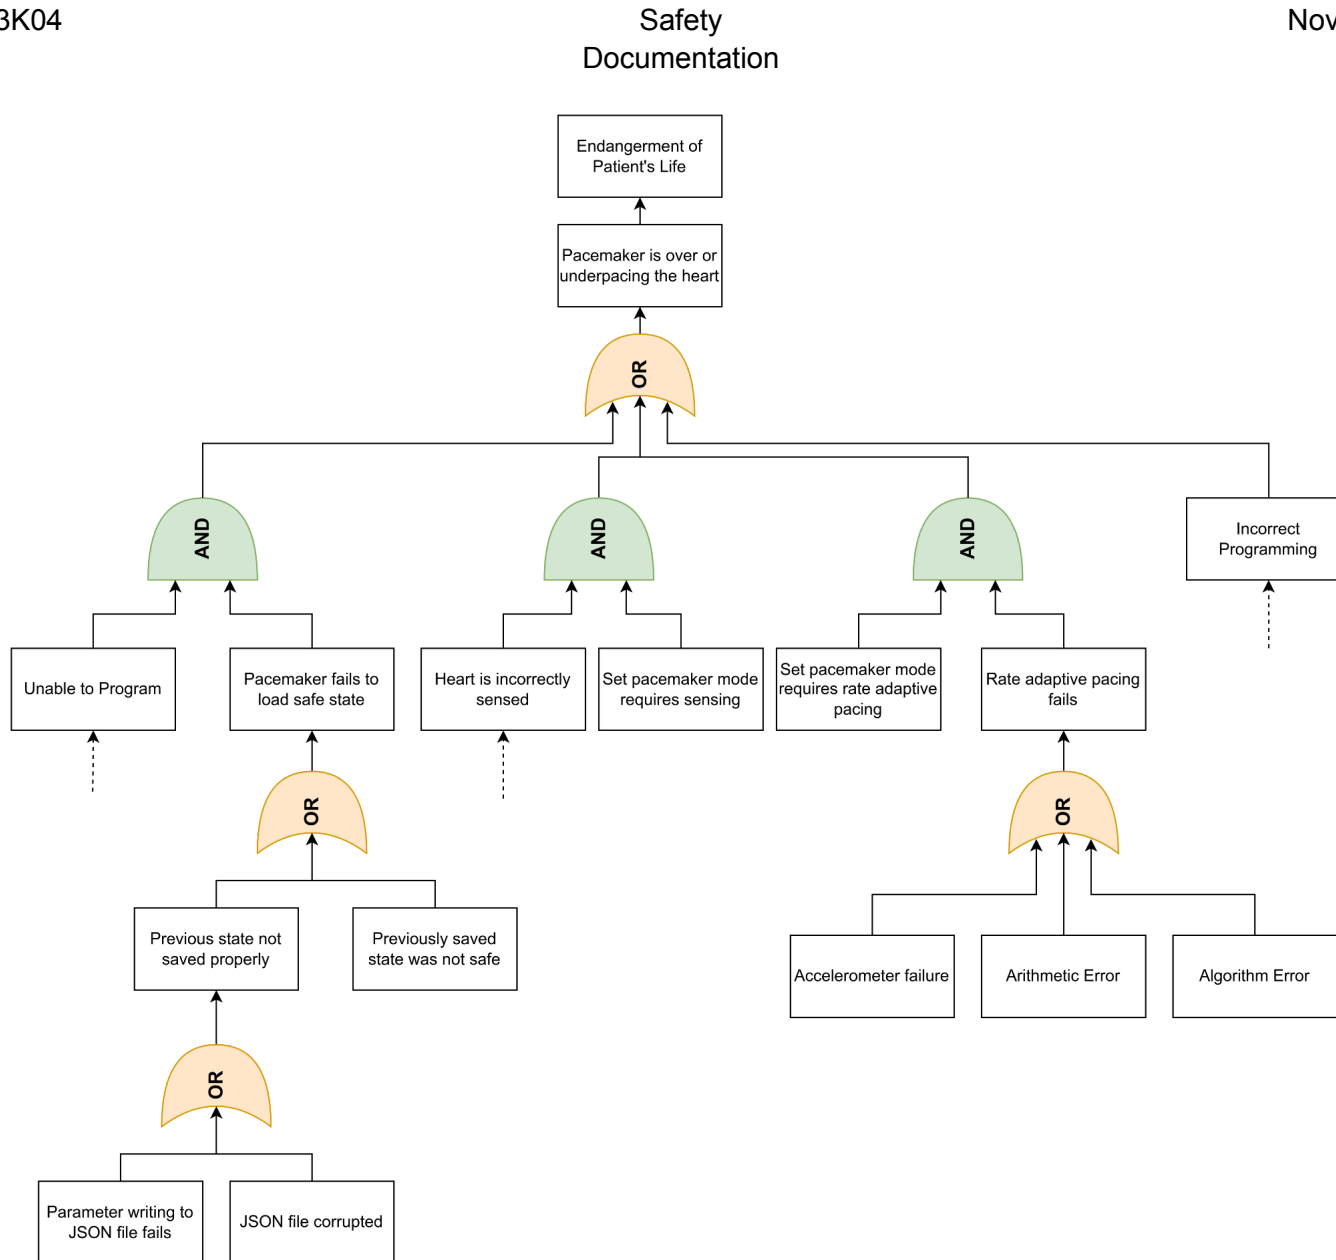 3K04
Safety
Documentation
Nov
Endangerment of
Patient's Life
Pacemaker is over or
underpacing the heart
OR
AND
AND
AND
Incorrect
Programming
Unable to Program
Pacemaker fails to
load safe state
Heart is incorrectly
sensed
Set pacemaker mode
requires sensing
Set pacemaker mode
requires rate adaptive
pacing
Rate adaptive pacing
fails
OR
OR
Previous state not
saved properly
Previously saved
state was not safe
Accelerometer failure
Arithmetic Error
Algorithm Error
OR
Parameter writing to
JSON file fails
JSON file corrupted